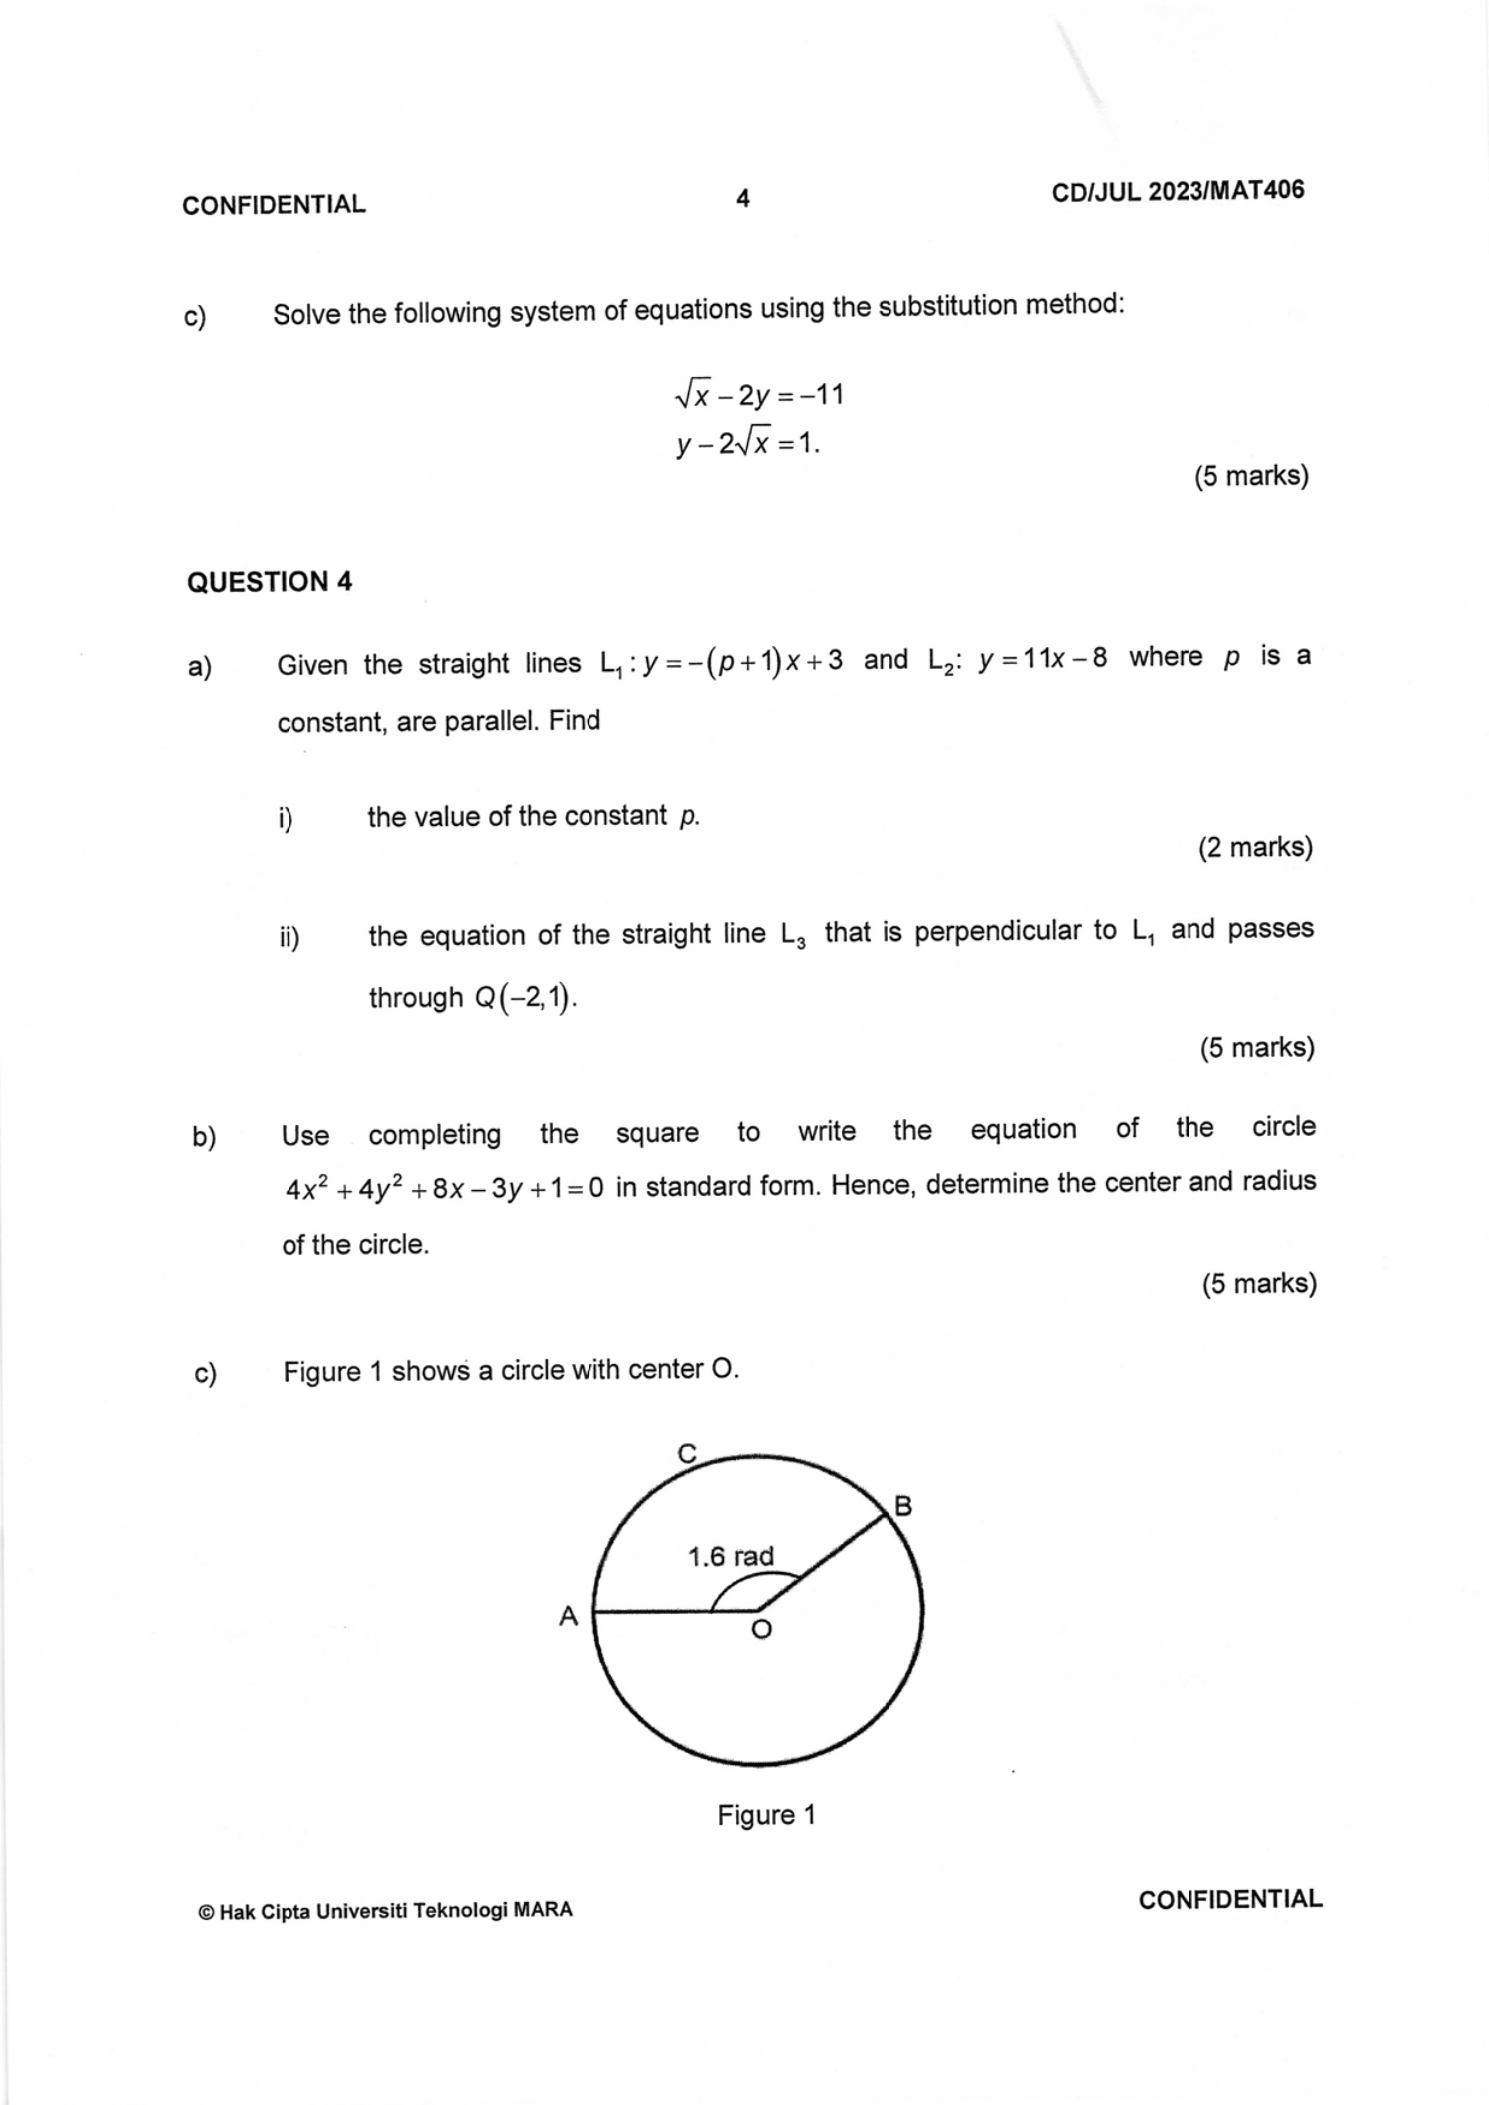 CONFIDENTIAL 4 CD/JUL 2023/MAT406
c) Solve the following system of equations using the substitution method:
√x – 2y = –11
y – 2√x = 1.
(5 marks)
QUESTION 4
a) Given the straight lines L₁ : y = –(p + 1)x + 3 and L₂: y = 11x – 8 where p is a
constant, are parallel. Find
i) the value of the constant p.
(2 marks)
ii) the equation of the straight line L₃ that is perpendicular to L₁ and passes
through Q(–2,1).
(5 marks)
b) Use completing the square to write the equation of the circle
4x² + 4y² + 8x – 3y + 1 = 0 in standard form. Hence, determine the center and radius
of the circle.
(5 marks)
c) Figure 1 shows a circle with center O.
C
B
1.6 rad
A
O
Figure 1
© Hak Cipta Universiti Teknologi MARA CONFIDENTIAL